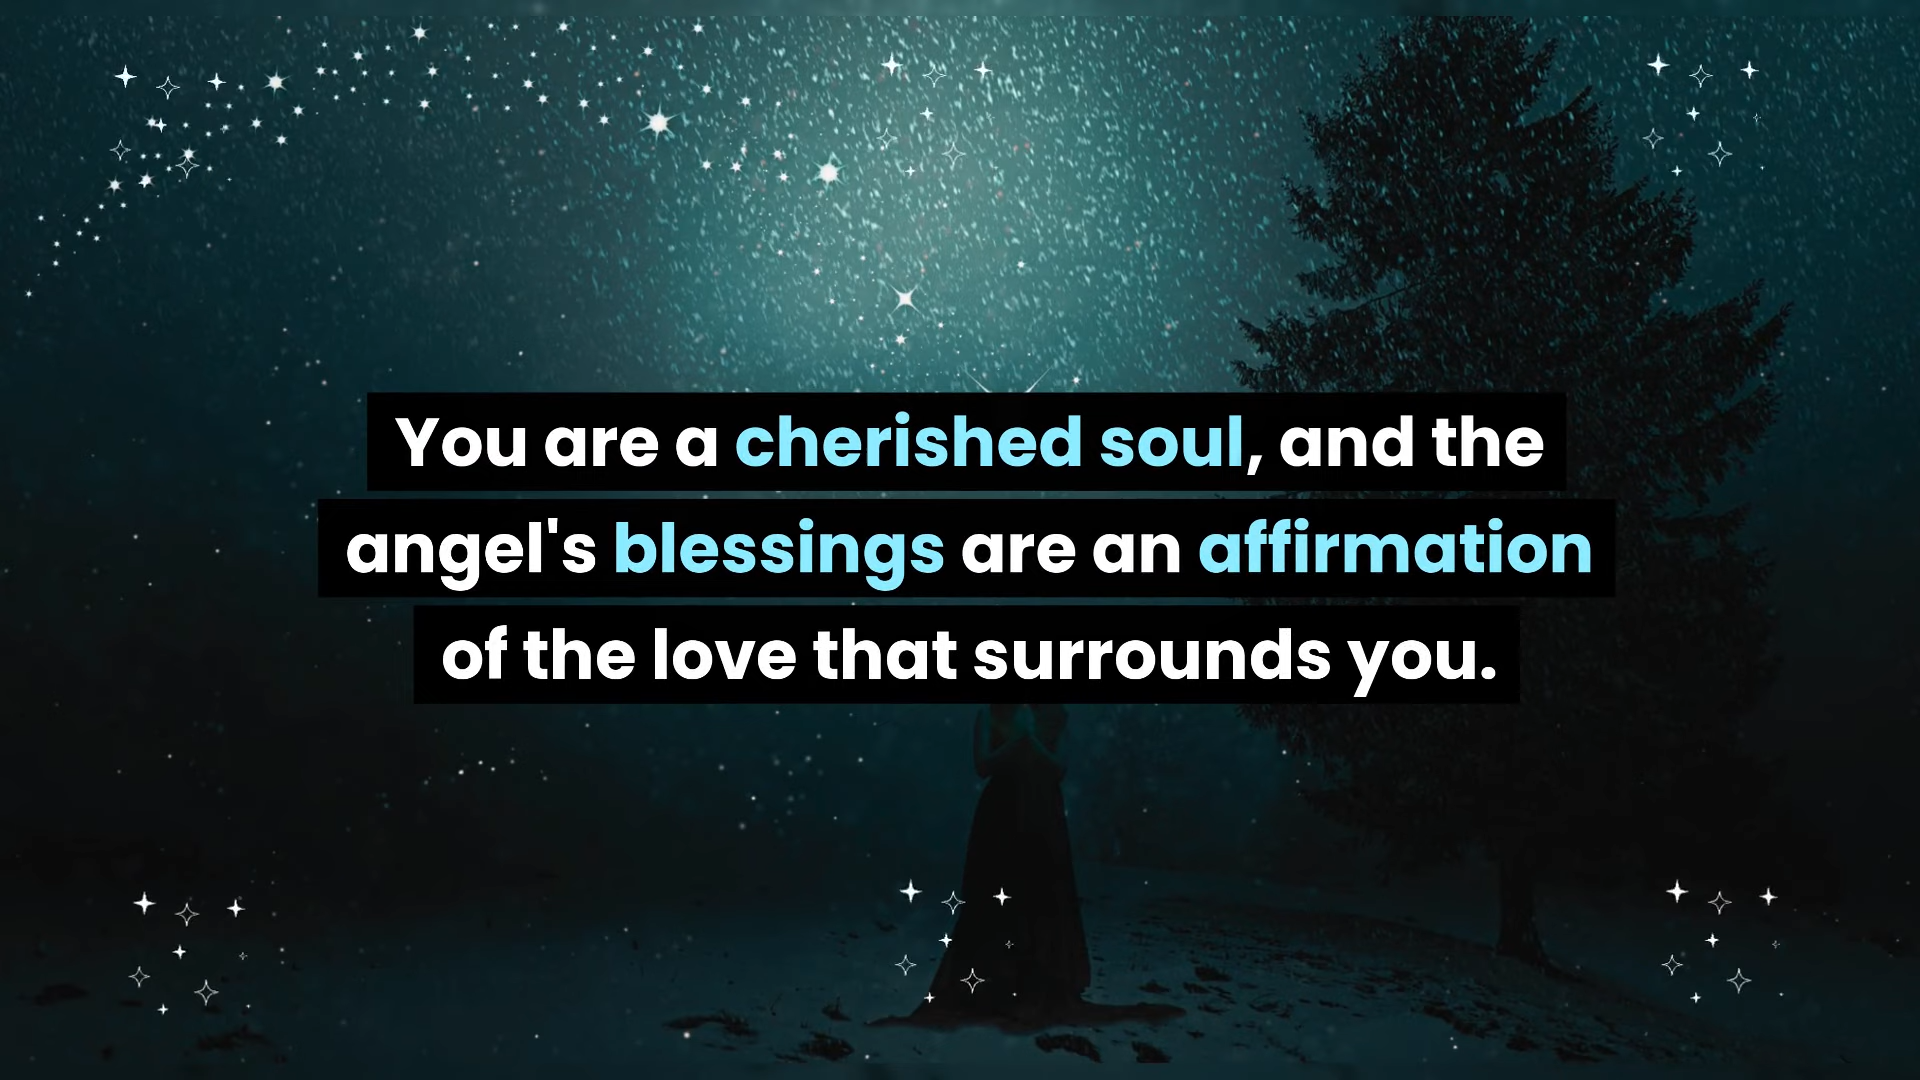 You are a cherished soul, and the
angel's blessings are an affirmation
of the love that surrounds you.